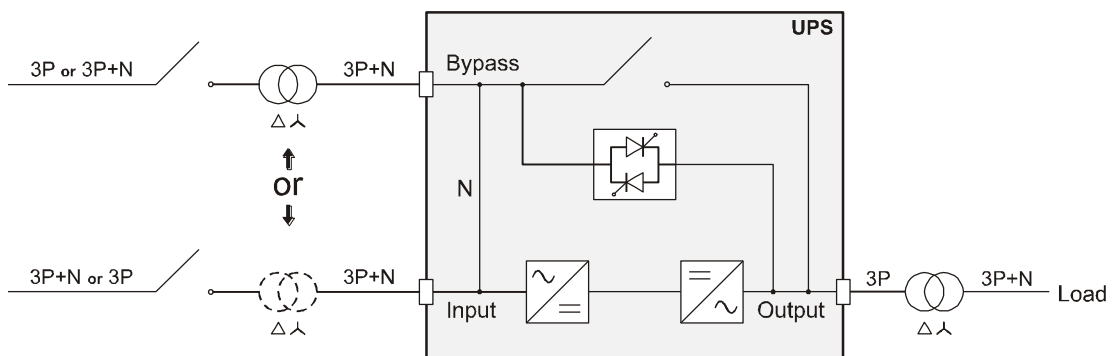 UPS
3P or 3P+N
3P+N
Bypass
or
N
3P+N or 3P
3P+N
Input
Output
3P
3P+N
Load